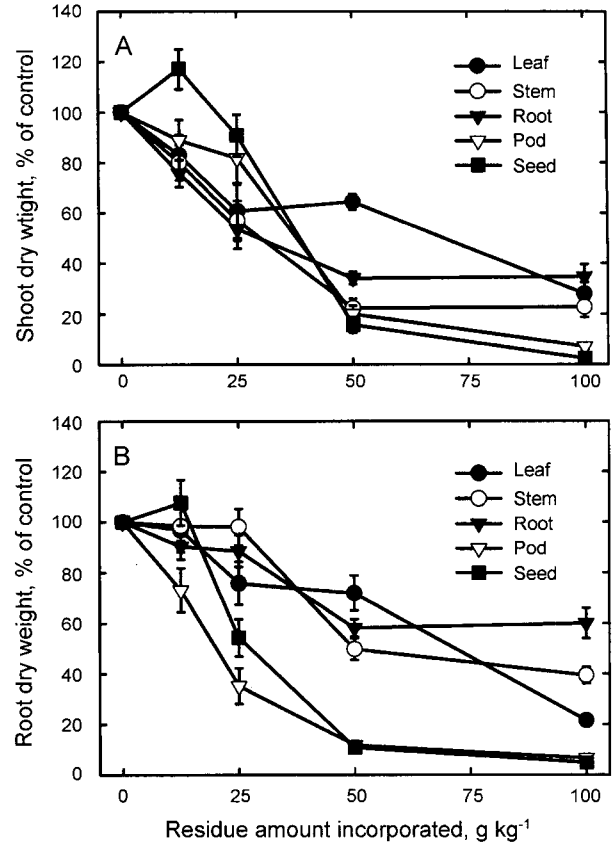 140
120
100
80
60
40
20
0
Shoot dry wtight, % of control
A
Leaf
Stem
Root
Pod
Seed
0 25 50 75 100
140
120
100
80
60
40
20
0
Root dry weight, % of control
B
Leaf
Stem
Root
Pod
Seed
0 25 50 75 100
Residue amount incorporated, g kg⁻¹